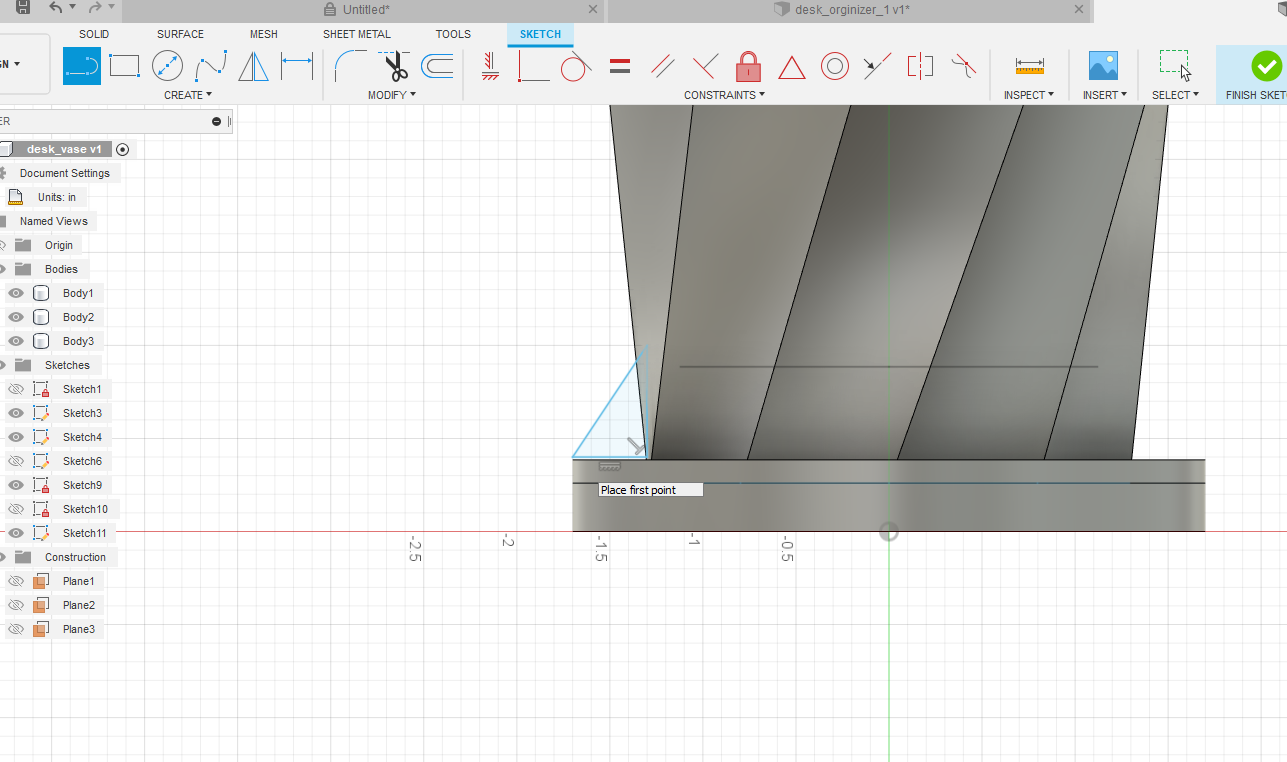 Untitled*
desk_orginizer_1 v1*
SOLID
SURFACE
MESH
SHEET METAL
TOOLS
SKETCH
GN
CREATE
MODIFY
CONSTRAINTS
INSPECT
INSERT
SELECT
FINISH SKET
ER
desk_vase v1
Document Settings
Units: in
Named Views
Origin
Bodies
Body1
Body2
Body3
Sketches
Sketch1
Sketch3
Sketch4
Sketch6
Sketch9
Sketch10
Sketch11
Construction
Plane1
Plane2
Plane3
Place first point
-2.5
-2
-1.5
-1
-0.5